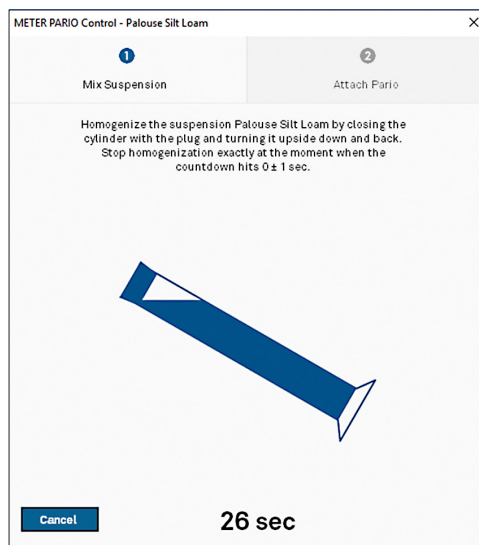 METER PARIO Control - Palouse Silt Loam
1
2
Mix Suspension
Attach Pario
Homogenize the suspension Palouse Silt Loam by closing the
cylinder with the plug and turning it upside down and back.
Stop homogenization exactly at the moment when the
countdown hits 0 ± 1 sec.
Cancel
26 sec